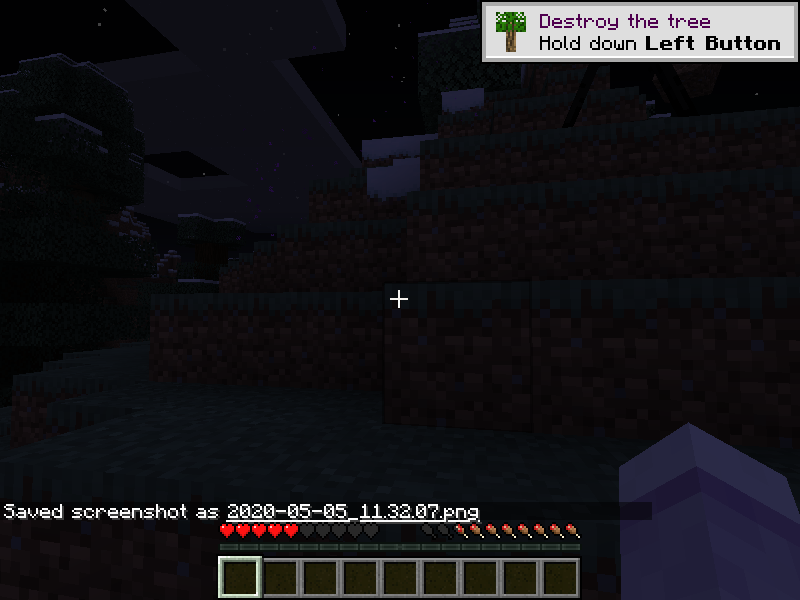 Destroy the tree
Hold down Left Button
Saved screenshot as 2020-05-05_11.32.07.png